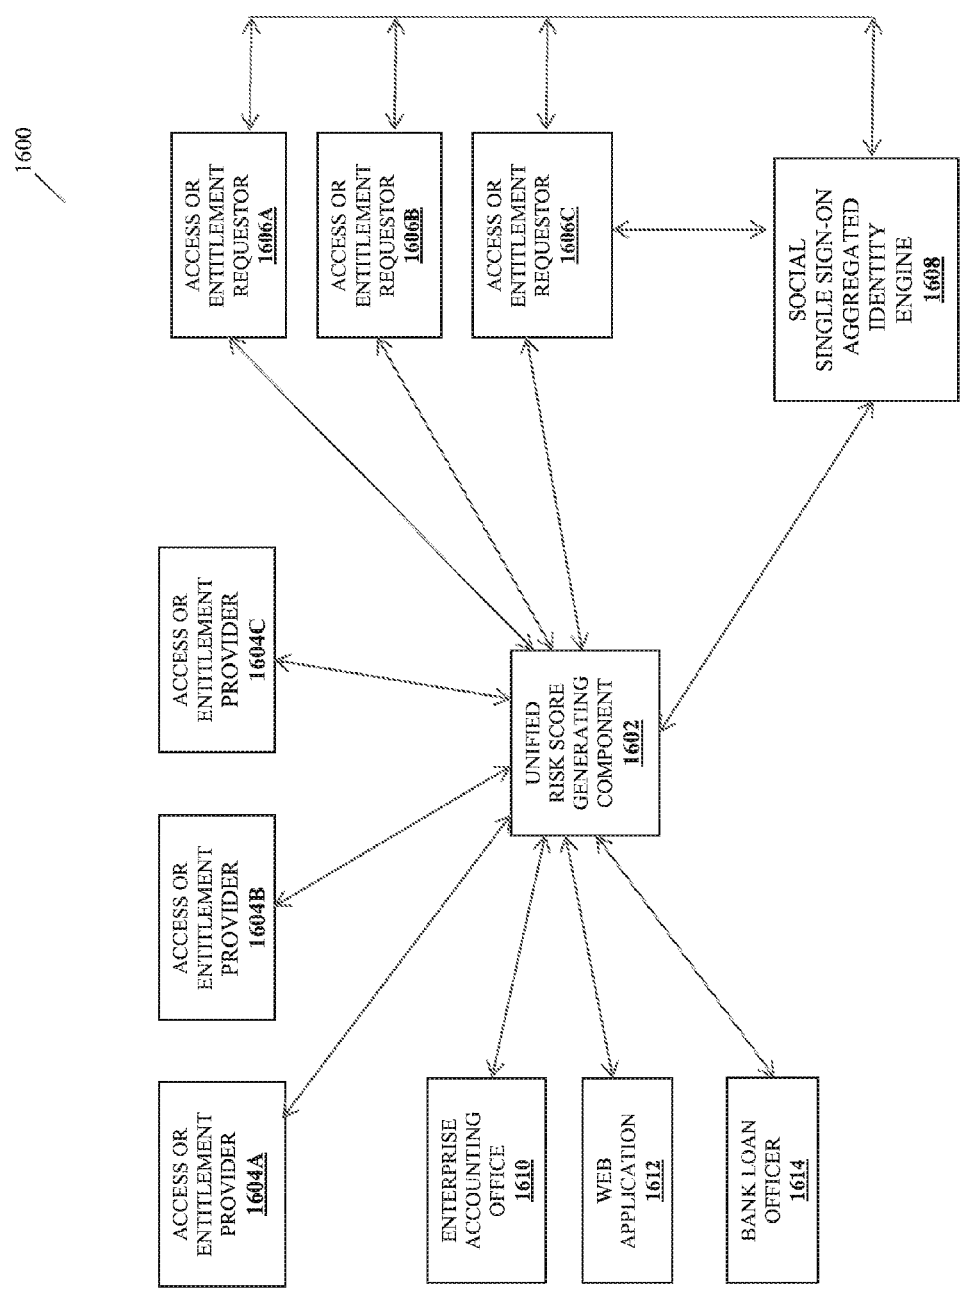 1600
ACCESS OR
ENTITLEMENT
REQUESTOR
1606A
ACCESS OR
ENTITLEMENT
REQUESTOR
1606B
ACCESS OR
ENTITLEMENT
REQUESTOR
1606C
SOCIAL
SINGLE SIGN-ON
AGGREGATED
IDENTITY
ENGINE
1608
ACCESS OR
ENTITLEMENT
PROVIDER
1604C
UNIFIED
RISK SCORE
GENERATING
COMPONENT
1602
ACCESS OR
ENTITLEMENT
PROVIDER
1604B
ACCESS OR
ENTITLEMENT
PROVIDER
1604A
ENTERPRISE
ACCOUNTING
OFFICE
1610
WEB
APPLICATION
1612
BANK LOAN
OFFICER
1614